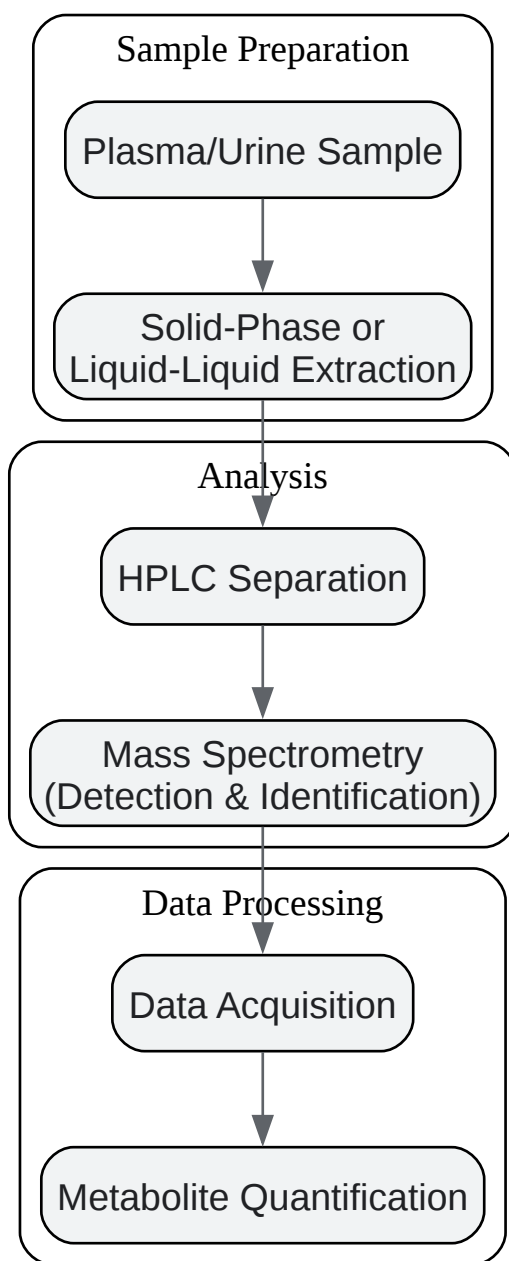 Sample Preparation
Plasma/Urine Sample
Solid-Phase or
Liquid-Liquid Extraction
Analysis
HPLC Separation
Mass Spectrometry
(Detection & Identification)
Data Processing
Data Acquisition
Metabolite Quantification